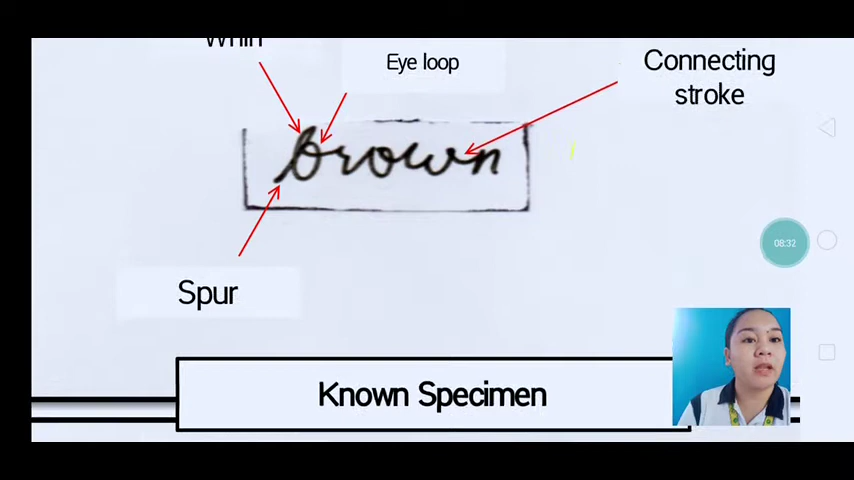 Eye loop
Connecting
stroke
brown
08:32
Spur
Known Specimen